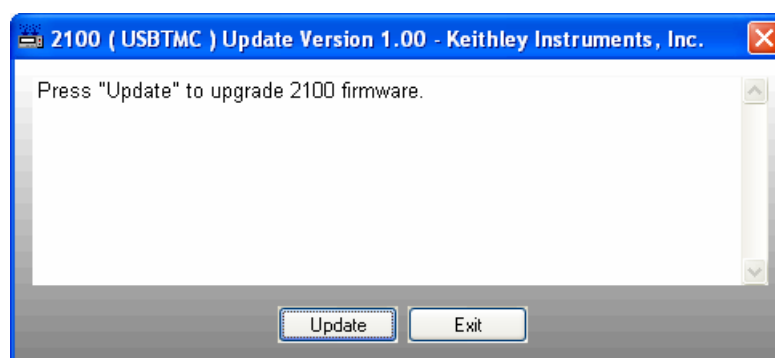 2100 ( USBTMC ) Update Version 1.00 - Keithley Instruments, Inc.
Press "Update" to upgrade 2100 firmware.
Update
Exit